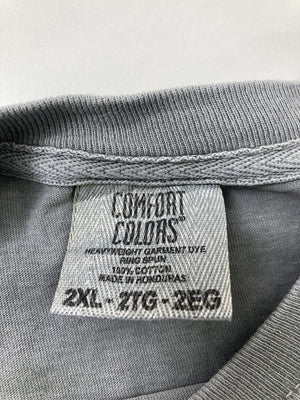 COMFORT
COLORS®
HEAVYWEIGHT GARMENT DYE
RING SPUN
100% COTTON
MADE IN HONDURAS
2XL - 2TG - 2EG